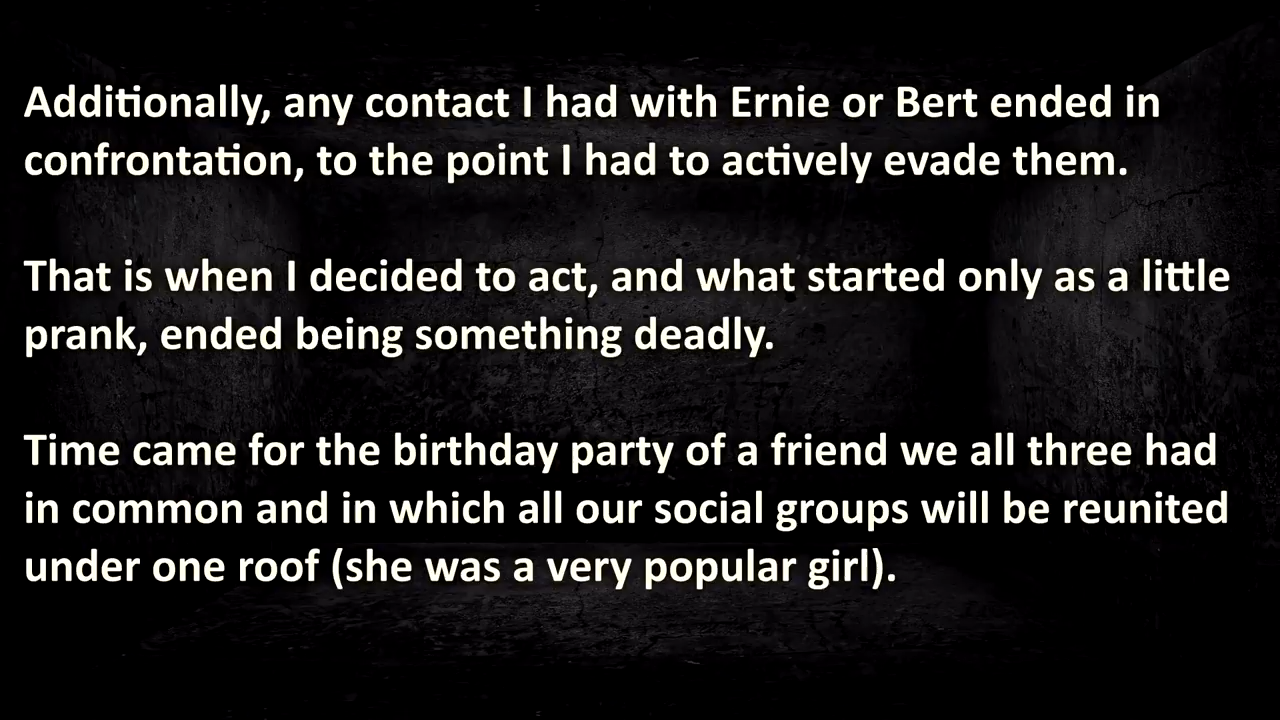 Additionally, any contact I had with Ernie or Bert ended in
confrontation, to the point I had to actively evade them.
That is when I decided to act, and what started only as a little
prank, ended being something deadly.
Time came for the birthday party of a friend we all three had
in common and in which all our social groups will be reunited
under one roof (she was a very popular girl).